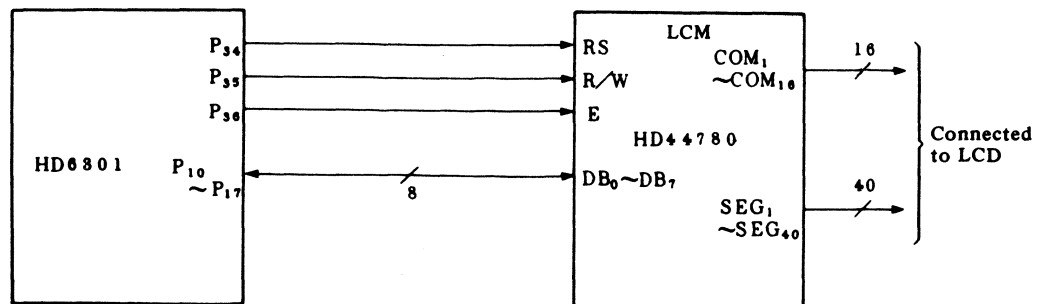 HD6801
P₃₄
P₃₅
P₃₆
P₁₀
~P₁₇
8
LCM
RS
R/W
E
HD44780
DB₀~DB₇
COM₁
~COM₁₆
SEG₁
~SEG₄₀
16
40
Connected
to LCD